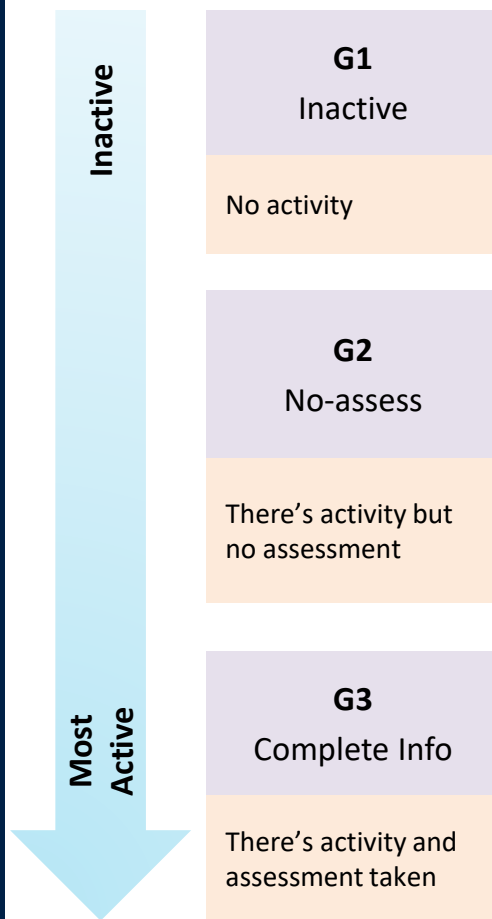 Inactive
G1
Inactive
No activity
G2
No-assess
There’s activity but
no assessment
Most
Active
G3
Complete Info
There’s activity and
assessment taken